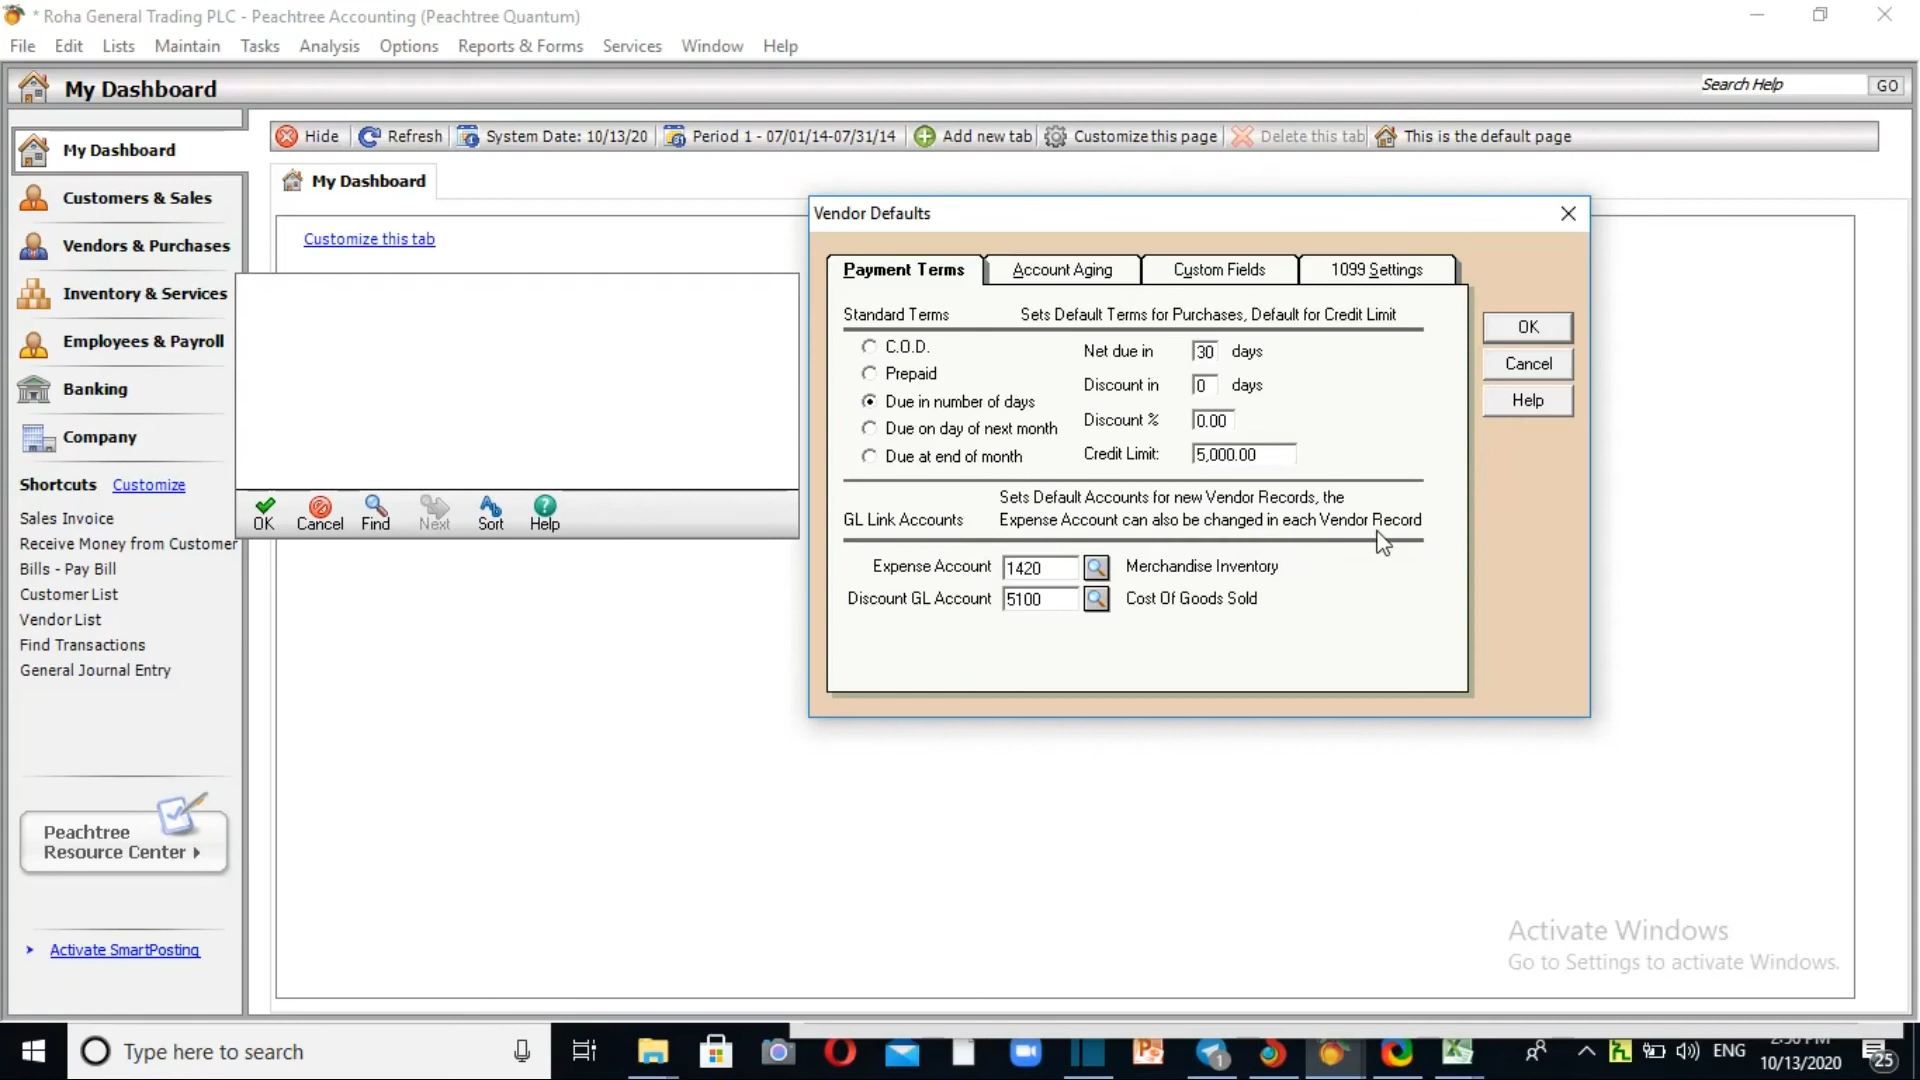 * Roha General Trading PLC - Peachtree Accounting (Peachtree Quantum)
File Edit Lists Maintain Tasks Analysis Options Reports & Forms Services Window Help
My Dashboard
Search Help GO
My Dashboard
Customers & Sales
Vendors & Purchases
Inventory & Services
Employees & Payroll
Banking
Company
Shortcuts Customize
Sales Invoice
Receive Money from Customer
Bills - Pay Bill
Customer List
Vendor List
Find Transactions
General Journal Entry
Peachtree
Resource Center
Activate SmartPosting
Hide Refresh System Date: 10/13/20 Period 1 - 07/01/14-07/31/14 Add new tab Customize this page Delete this tab This is the default page
My Dashboard
Customize this tab
OK Cancel Find Next Sort Help
Vendor Defaults
Payment Terms Account Aging Custom Fields 1099 Settings
Standard Terms Sets Default Terms for Purchases, Default for Credit Limit
C.O.D.
Prepaid
Due in number of days
Due on day of next month
Due at end of month
Net due in 30 days
Discount in 0 days
Discount % 0.00
Credit Limit: 5,000.00
Sets Default Accounts for new Vendor Records, the
GL Link Accounts Expense Account can also be changed in each Vendor Record
Expense Account 1420 Merchandise Inventory
Discount GL Account 5100 Cost Of Goods Sold
OK
Cancel
Help
Activate Windows
Go to Settings to activate Windows.
Type here to search
1
ENG
10/13/2020
25